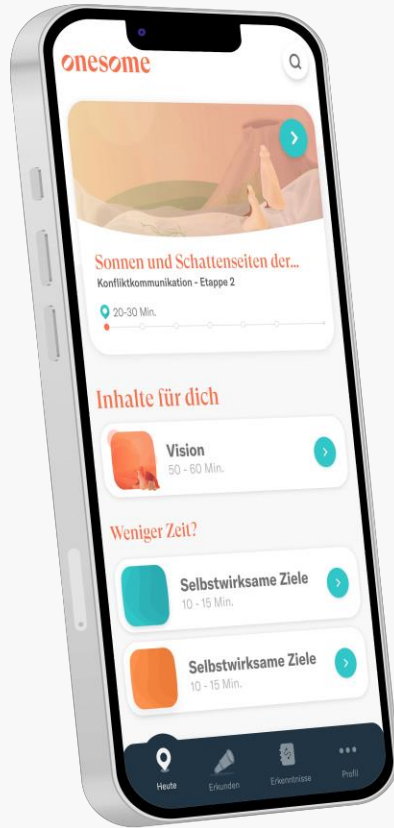 onesome
Sonnen und Schattenseiten der...
Konfliktkommunikation - Etappe 2
20-30 Min.
Inhalte für dich
Vision
50 - 60 Min.
Weniger Zeit?
Selbstwirksame Ziele
10 - 15 Min.
Selbstwirksame Ziele
10 - 15 Min.
Heute
Erkunden
Erkenntnisse
Profil